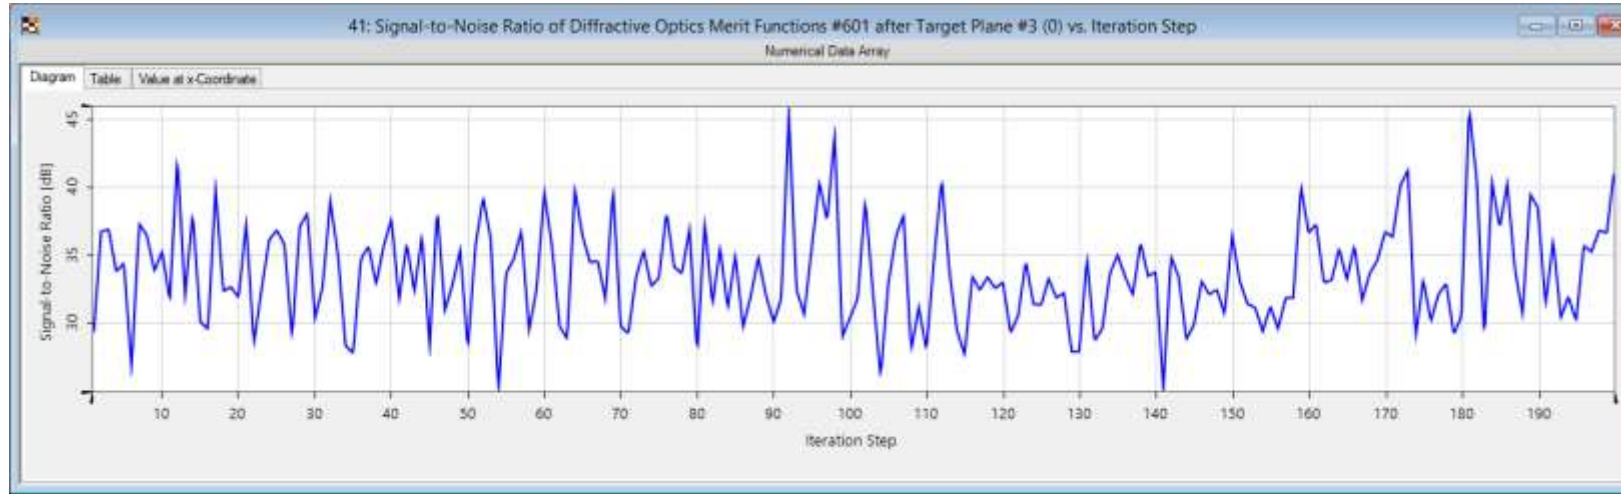 41: Signal-to-Noise Ratio of Diffractive Optics Merit Functions #601 after Target Plane #3 (0) vs. Iteration Step
Numerical Data Array
Diagram Table Value at x-Coordinate
Signal-to-Noise Ratio [dB]
45
40
35
30
10 20 30 40 50 60 70 80 90 100 110 120 130 140 150 160 170 180 190
Iteration Step